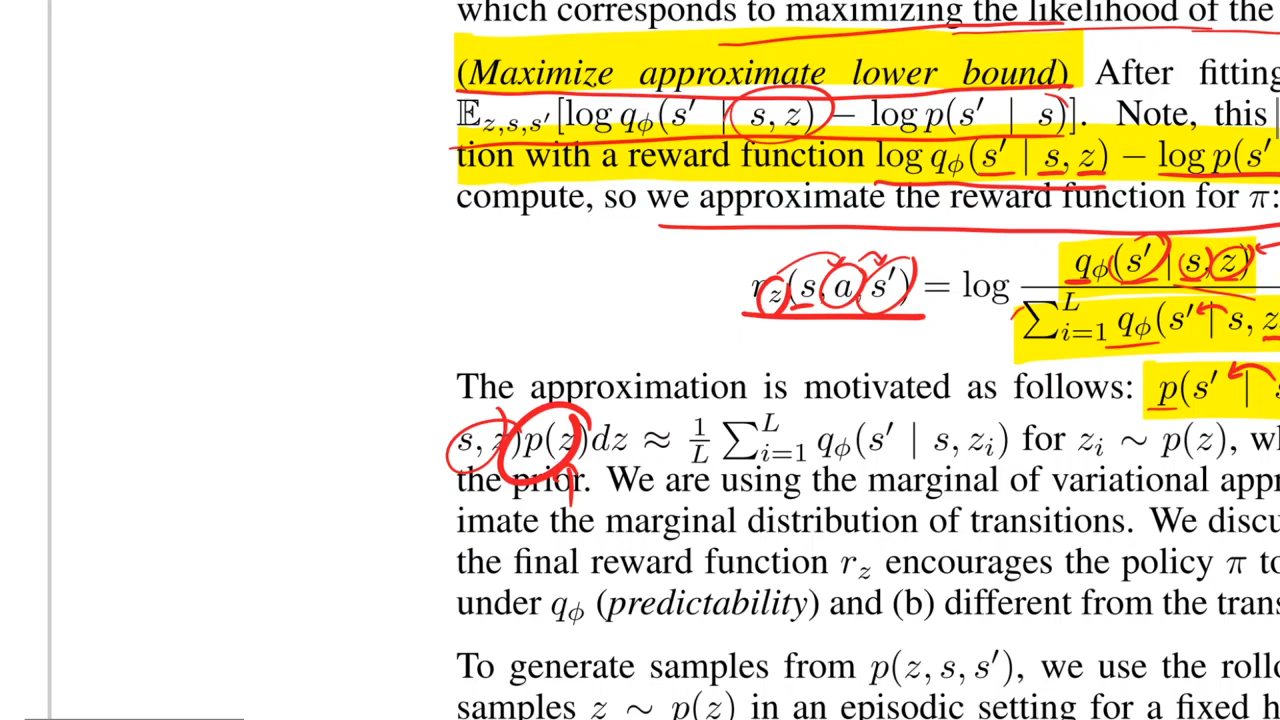 which corresponds to maximizing the likelihood of the
(Maximize approximate lower bound) After fitting
𝔼z,s,s′[log qϕ(s′ | s, z) − log p(s′ | s)]. Note, this
tion with a reward function log qϕ(s′ | s, z) − log p(s′
compute, so we approximate the reward function for π:
rz(s, a, s′) = log qϕ(s′ | s, z)
∑i=1L qϕ(s′ | s, z
The approximation is motivated as follows: p(s′ | s
s, z)p(z)dz ≈ 1/L ∑i=1L qϕ(s′ | s, zi) for zi ∼ p(z), wh
the prior. We are using the marginal of variational appr
imate the marginal distribution of transitions. We discu
the final reward function rz encourages the policy π to
under qϕ (predictability) and (b) different from the trans
To generate samples from p(z, s, s′), we use the rollo
samples z ∼ p(z) in an episodic setting for a fixed h